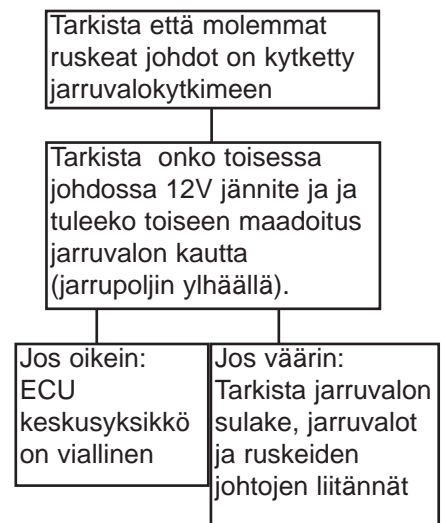 Tarkista että molemmat
ruskeat johdot on kytketty
jarruvalokytkimeen
Tarkista onko toisessa
johdossa 12V jännite ja ja
tuleeko toiseen maadoitus
jarruvalon kautta
(jarrupoljin ylhäällä).
Jos oikein:
ECU
keskusyksikkö
on viallinen
Jos väärin:
Tarkista jarruvalon
sulake, jarruvalot
ja ruskeiden
johtojen liitännät